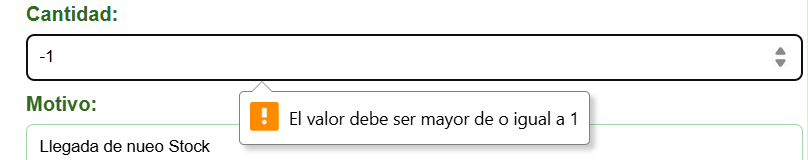 Cantidad:
-1
El valor debe ser mayor de o igual a 1
Motivo:
Llegada de nueo Stock